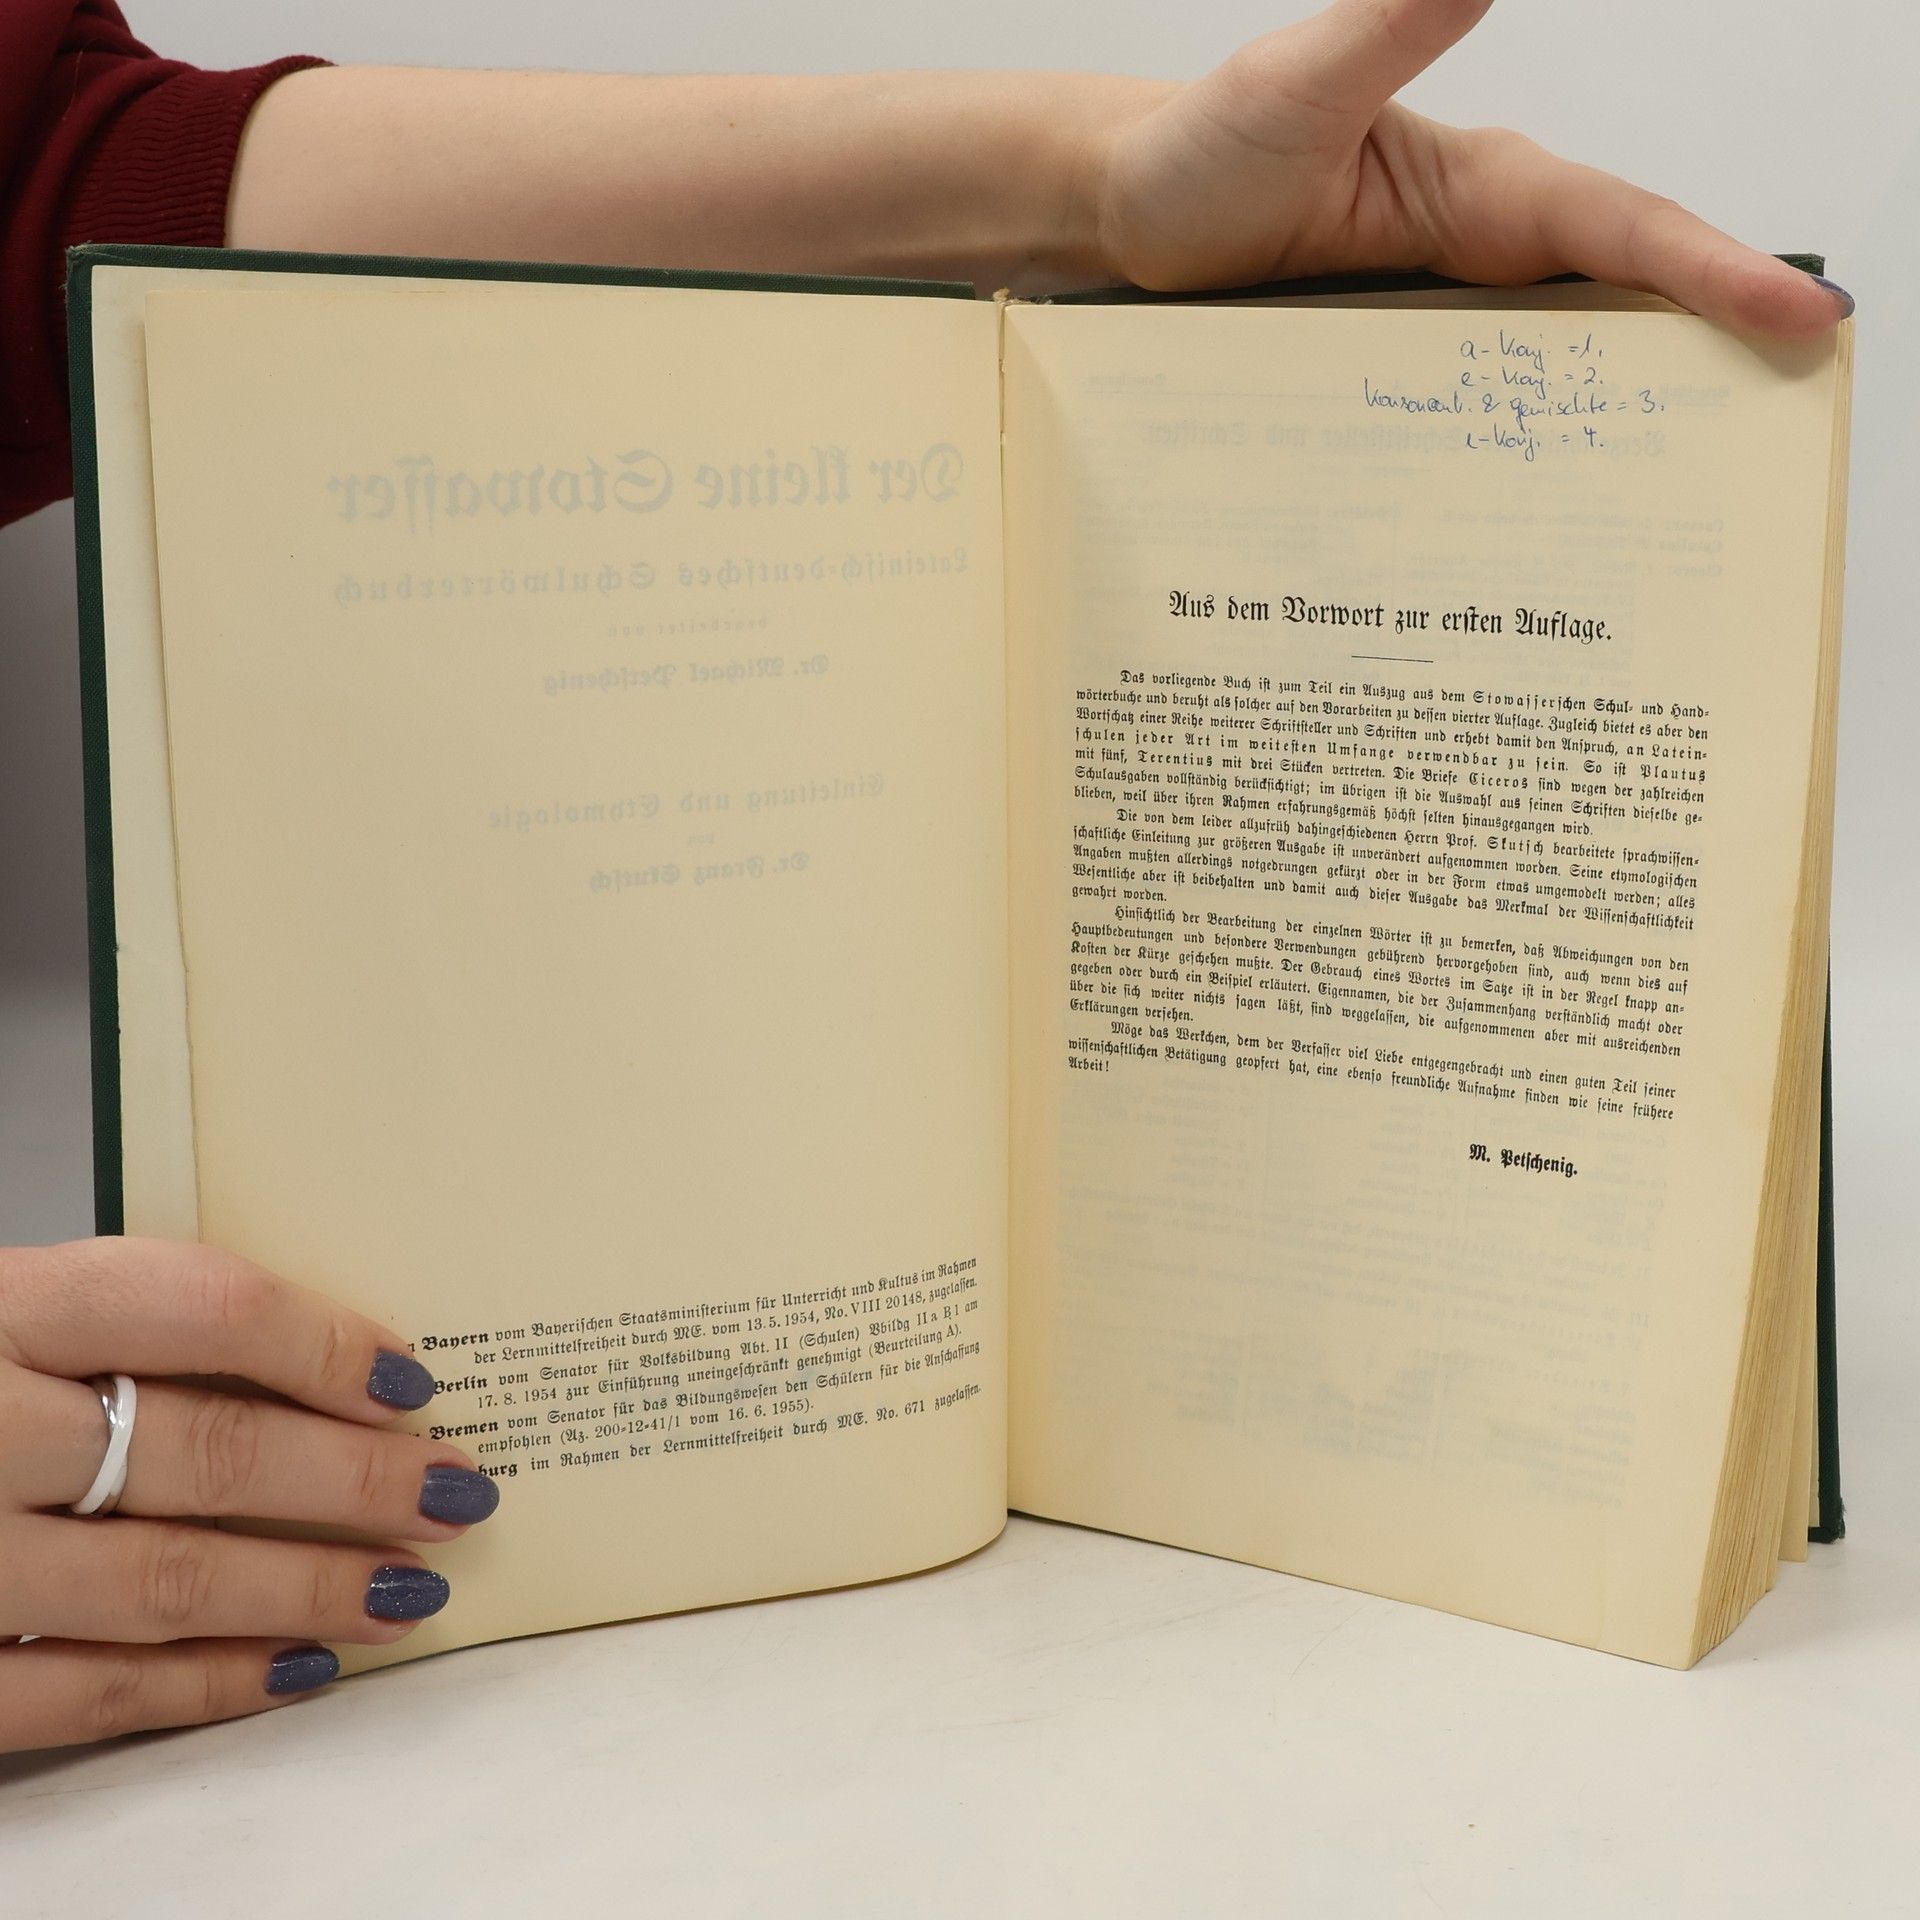 Bayern vom Bayerischen Staatsministerium für Unterricht und Kultus im Rahmen
der Lernmittelfreiheit durch ME. vom 13.5.1954, No. VIII 20148, zugelassen.
Berlin vom Senator für Volksbildung Abt. II (Schulen) Vbildg II a B 1 am
17. 8. 1954 zur Einführung uneingeschränkt genehmigt (Beurteilung A).
Bremen vom Senator für das Bildungswesen den Schülern für die Anschaffung
empfohlen (Az. 200-12-41/1 vom 16. 6. 1955).
burg im Rahmen der Lernmittelfreiheit durch ME. No. 671 zugelassen.
a - Konj. = 1.
e - Konj. = 2.
Konsonant. & gemischte = 3.
i - Konj. = 4.
Aus dem Vorwort zur ersten Auflage.
Das vorliegende Buch ist zum Teil ein Auszug aus dem Stowasserschen Schul- und Hand-
wörterbuche und beruht als solcher auf den Vorarbeiten zu dessen vierter Auflage. Zugleich bietet es aber den
Wortschatz einer Reihe weiterer Schriftsteller und Schriften und erhebt damit den Anspruch, an Latein-
schulen jeder Art im weitesten Umfange verwendbar zu sein. So ist Plautus
mit fünf, Terentius mit drei Stücken vertreten. Die Briefe Ciceros sind wegen der zahlreichen
Schulausgaben vollständig berücksichtigt; im übrigen ist die Auswahl aus seinen Schriften dieselbe ge-
blieben, weil über ihren Rahmen erfahrungsgemäß höchst selten hinausgegangen wird.
Die von dem leider allzufrüh dahingeschiedenen Herrn Prof. Skutsch bearbeitete sprachwissen-
schaftliche Einleitung zur größeren Ausgabe ist unverändert aufgenommen worden. Seine etymologischen
Angaben mußten allerdings notgedrungen gekürzt oder in der Form etwas umgemodelt werden; alles
Wesentliche aber ist beibehalten und damit auch dieser Ausgabe das Merkmal der Wissenschaftlichkeit
gewahrt worden.
Hinsichtlich der Bearbeitung der einzelnen Wörter ist zu bemerken, daß Abweichungen von den
Hauptbedeutungen und besondere Verwendungen gebührend hervorgehoben sind, auch wenn dies auf
Kosten der Kürze geschehen mußte. Der Gebrauch eines Wortes im Satze ist in der Regel knapp an-
gegeben oder durch ein Beispiel erläutert. Eigennamen, die der Zusammenhang verständlich macht oder
über die sich weiter nichts sagen läßt, sind weggelassen, die aufgenommenen aber mit ausreichenden
Erklärungen versehen.
Möge das Werkchen, dem der Verfasser viel Liebe entgegengebracht und einen guten Teil seiner
wissenschaftlichen Betätigung geopfert hat, eine ebenso freundliche Aufnahme finden wie seine frühere
Arbeit!
M. Petschenig.